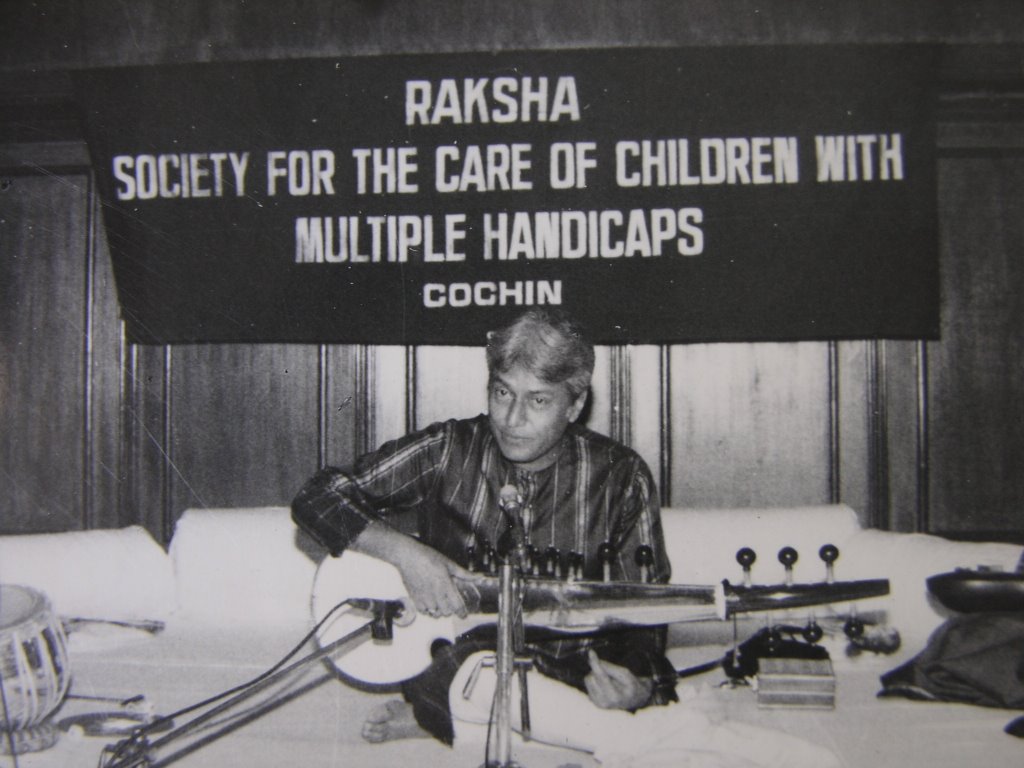 RAKSHA
SOCIETY FOR THE CARE OF CHILDREN WITH
MULTIPLE HANDICAPS
COCHIN